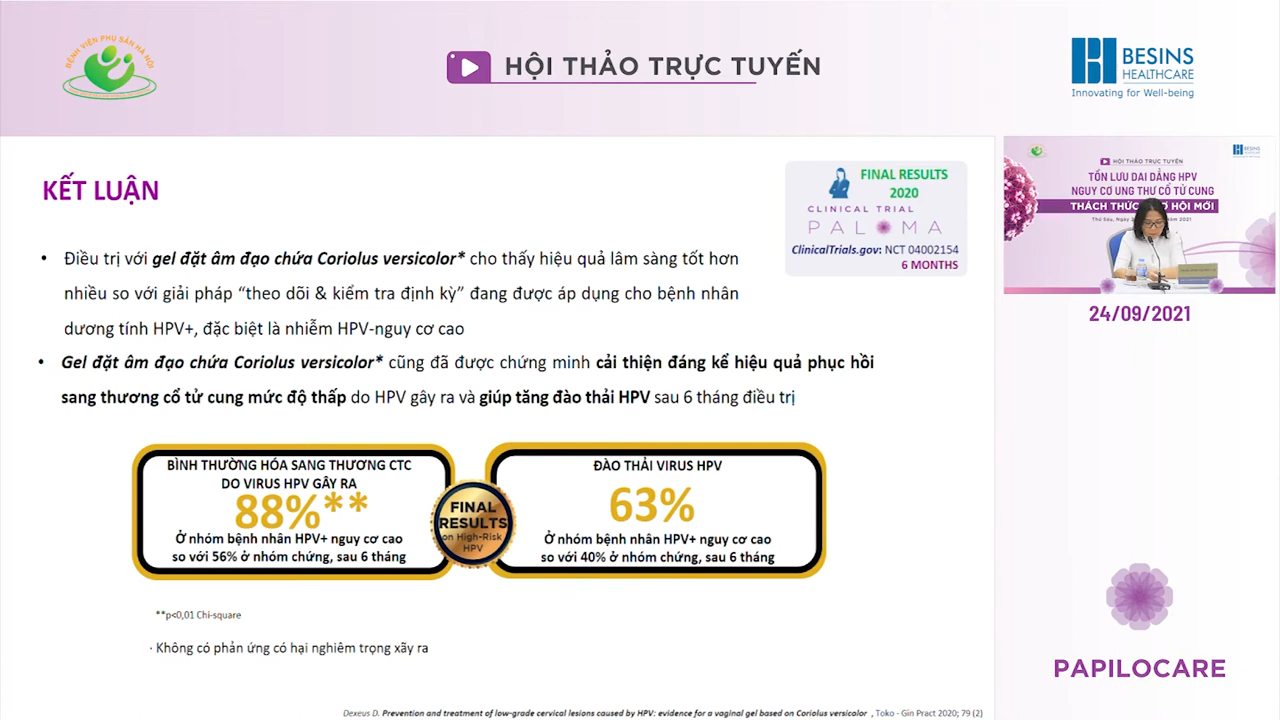 BỆNH VIỆN PHỤ SẢN HÀ NỘI
HỘI THẢO TRỰC TUYẾN
BESINS
HEALTHCARE
Innovating for Well-being
KẾT LUẬN
FINAL RESULTS
2020
CLINICAL TRIAL
PALOMA
ClinicalTrials.gov: NCT 04002154
6 MONTHS
• Điều trị với gel đặt âm đạo chứa Coriolus versicolor* cho thấy hiệu quả lâm sàng tốt hơn
nhiều so với giải pháp “theo dõi & kiểm tra định kỳ” đang được áp dụng cho bệnh nhân
dương tính HPV+, đặc biệt là nhiễm HPV-nguy cơ cao
• Gel đặt âm đạo chứa Coriolus versicolor* cũng đã được chứng minh cải thiện đáng kể hiệu quả phục hồi
sang thương cổ tử cung mức độ thấp do HPV gây ra và giúp tăng đào thải HPV sau 6 tháng điều trị
BÌNH THƯỜNG HÓA SANG THƯƠNG CTC
DO VIRUS HPV GÂY RA
88%**
Ở nhóm bệnh nhân HPV+ nguy cơ cao
so với 56% ở nhóm chứng, sau 6 tháng
FINAL
RESULTS
on High-Risk
HPV
ĐÀO THẢI VIRUS HPV
63%
Ở nhóm bệnh nhân HPV+ nguy cơ cao
so với 40% ở nhóm chứng, sau 6 tháng
**p<0,01 Chi-square
· Không có phản ứng có hại nghiêm trọng xãy ra
Dexeus D. Prevention and treatment of low-grade cervical lesions caused by HPV: evidence for a vaginal gel based on Coriolus versicolor , Toko - Gin Pract 2020; 79 (2)
BESINS
HỘI THẢO TRỰC TUYẾN
TỒN LƯU DAI DẲNG HPV
NGUY CƠ UNG THƯ CỔ TỬ CUNG
THÁCH THỨC HỘI MỚI
Thứ Sáu, 2021
24/09/2021
PAPILOCARE